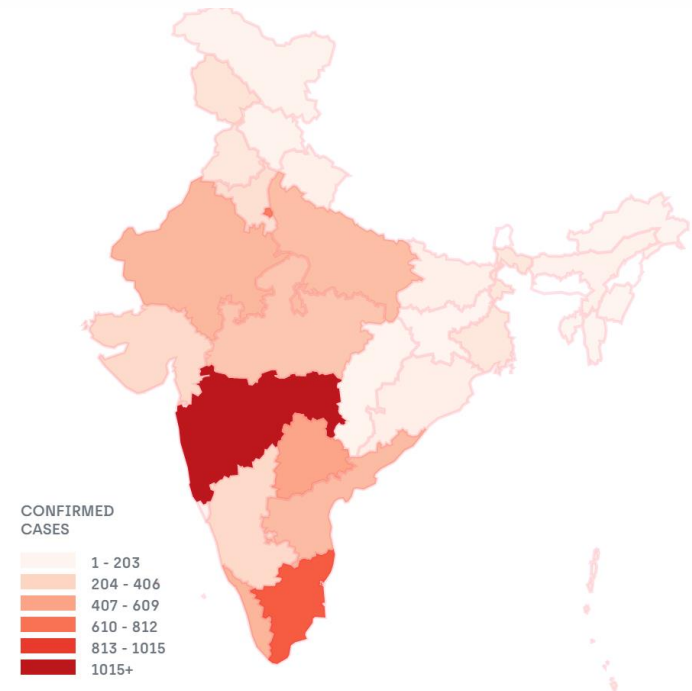 CONFIRMED
CASES
1 - 203
204 - 406
407 - 609
610 - 812
813 - 1015
1015+